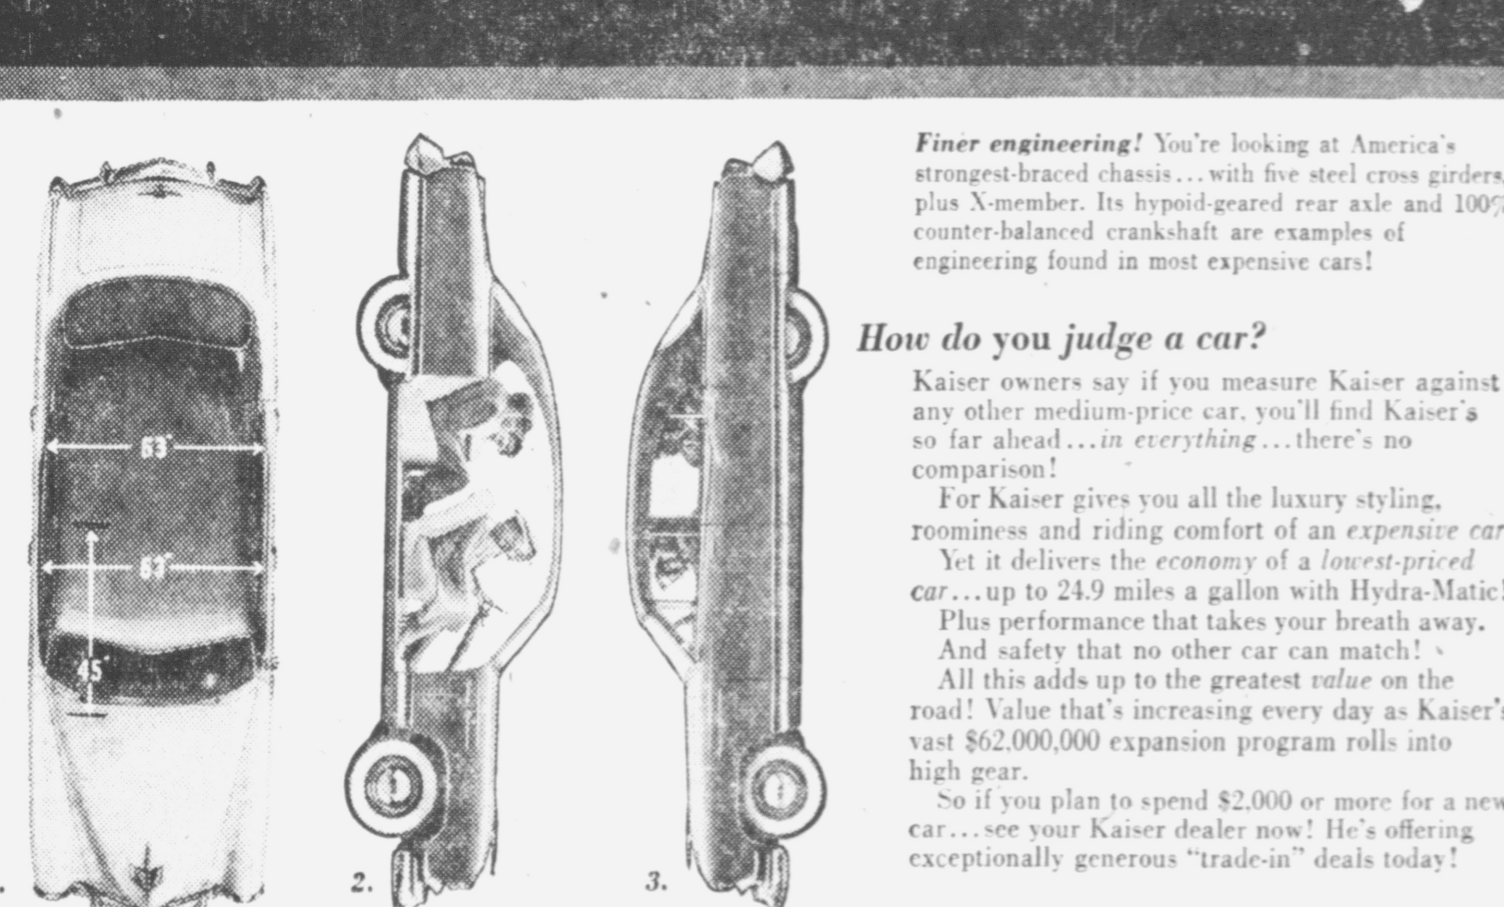 63"
63"
45"
2.
3.
Finer engineering! You're looking at America's
strongest-braced chassis...with five steel cross girders,
plus X-member. Its hypoid-geared rear axle and 100%
counter-balanced crankshaft are examples of
engineering found in most expensive cars!
How do you judge a car?
Kaiser owners say if you measure Kaiser against
any other medium-price car, you'll find Kaiser's
so far ahead...in everything...there's no
comparison!
For Kaiser gives you all the luxury styling,
roominess and riding comfort of an expensive car
Yet it delivers the economy of a lowest-priced
car...up to 24.9 miles a gallon with Hydra-Matic!
Plus performance that takes your breath away.
And safety that no other car can match!
All this adds up to the greatest value on the
road! Value that's increasing every day as Kaiser's
vast $62,000,000 expansion program rolls into
high gear.
So if you plan to spend $2,000 or more for a new
car...see your Kaiser dealer now! He's offering
exceptionally generous "trade-in" deals today!